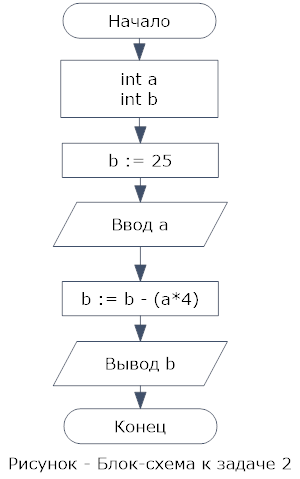 Начало
int a
int b
b := 25
Ввод a
b := b - (a*4)
Вывод b
Конец
Рисунок - Блок-схема к задаче 2